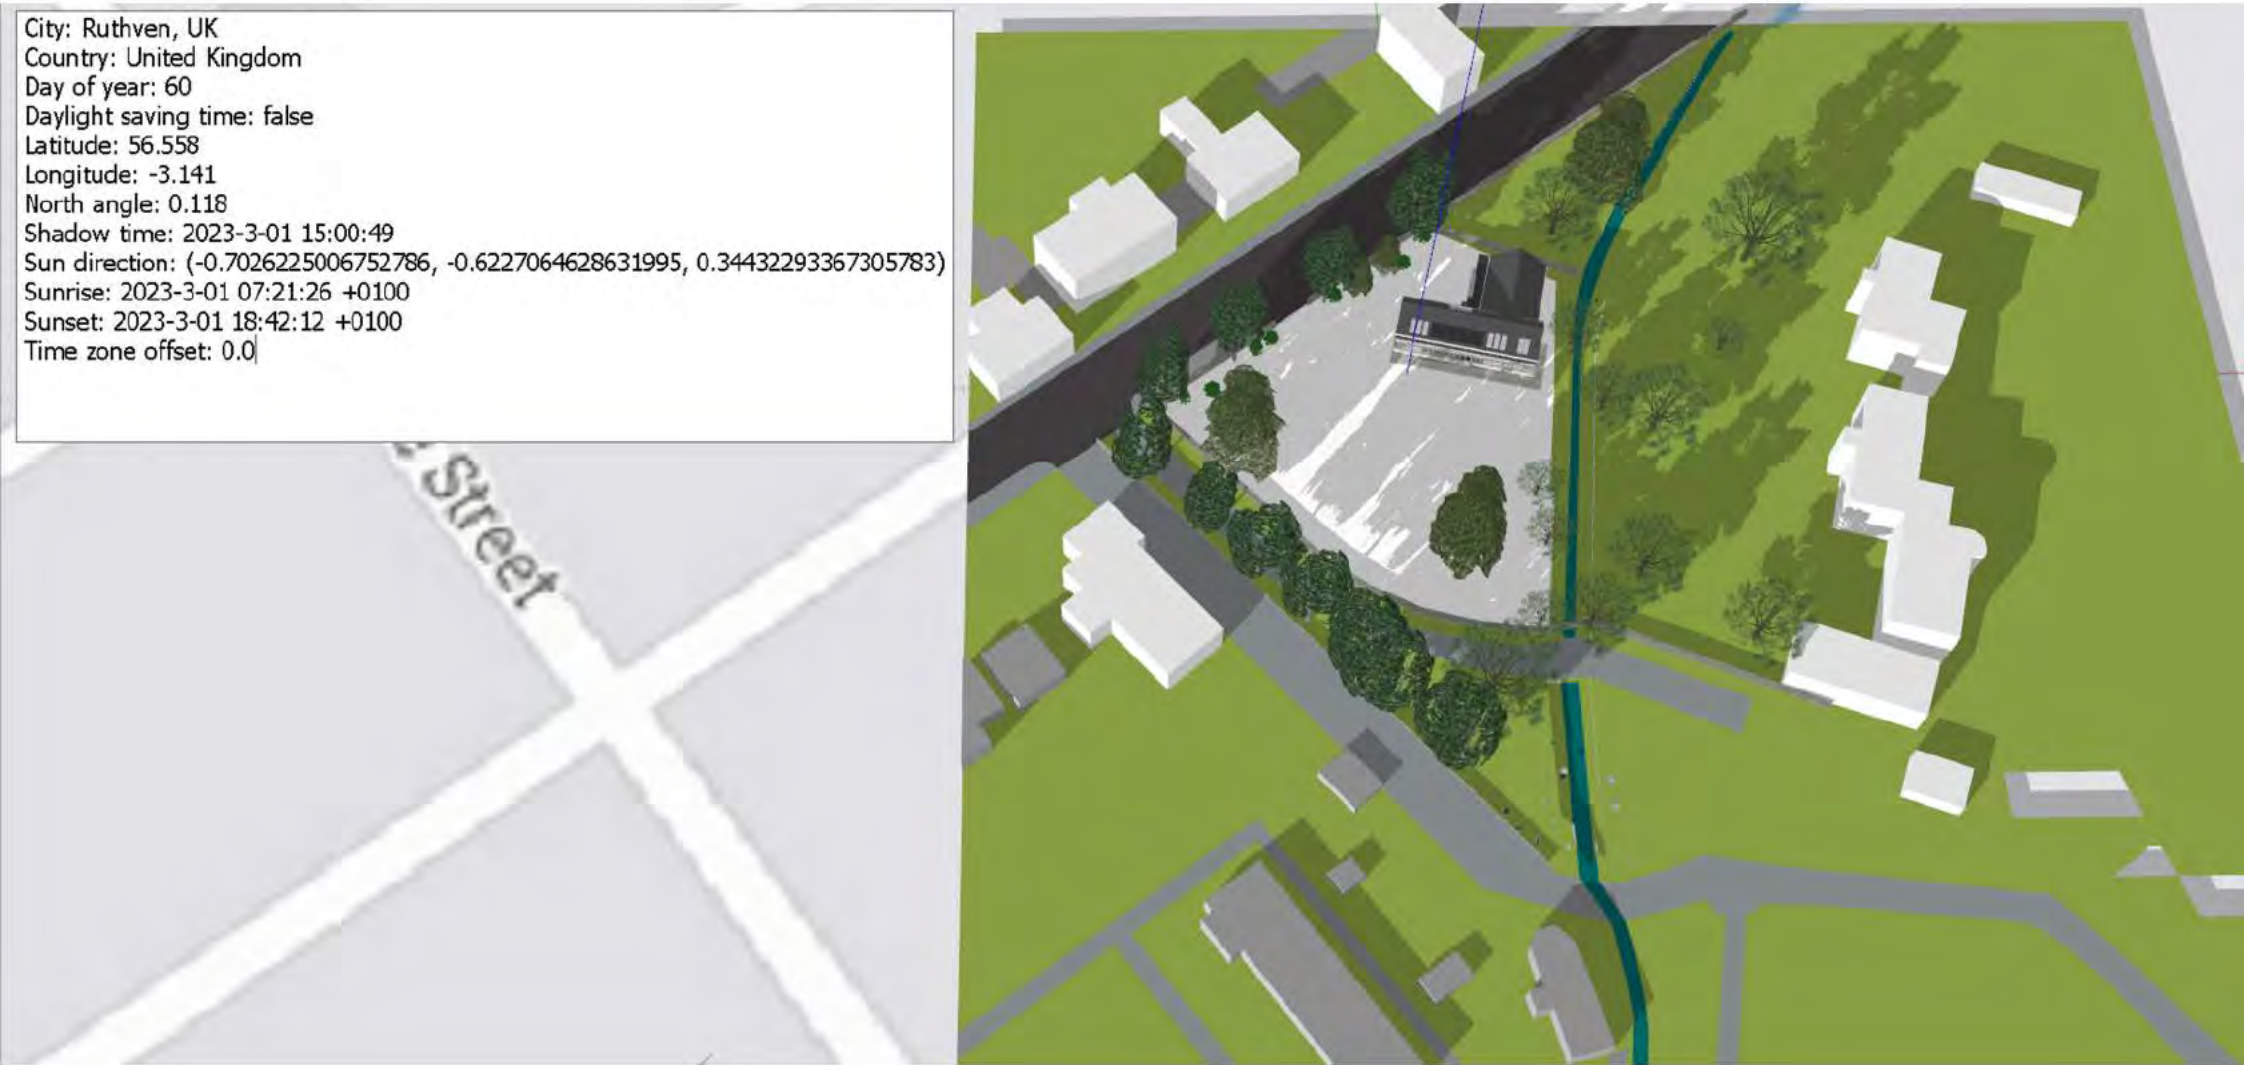 City: Ruthven, UK
Country: United Kingdom
Day of year: 60
Daylight saving time: false
Latitude: 56.558
Longitude: -3.141
North angle: 0.118
Shadow time: 2023-3-01 15:00:49
Sun direction: (-0.7026225006752786, -0.6227064628631995, 0.34432293367305783)
Sunrise: 2023-3-01 07:21:26 +0100
Sunset: 2023-3-01 18:42:12 +0100
Time zone offset: 0.0
Street